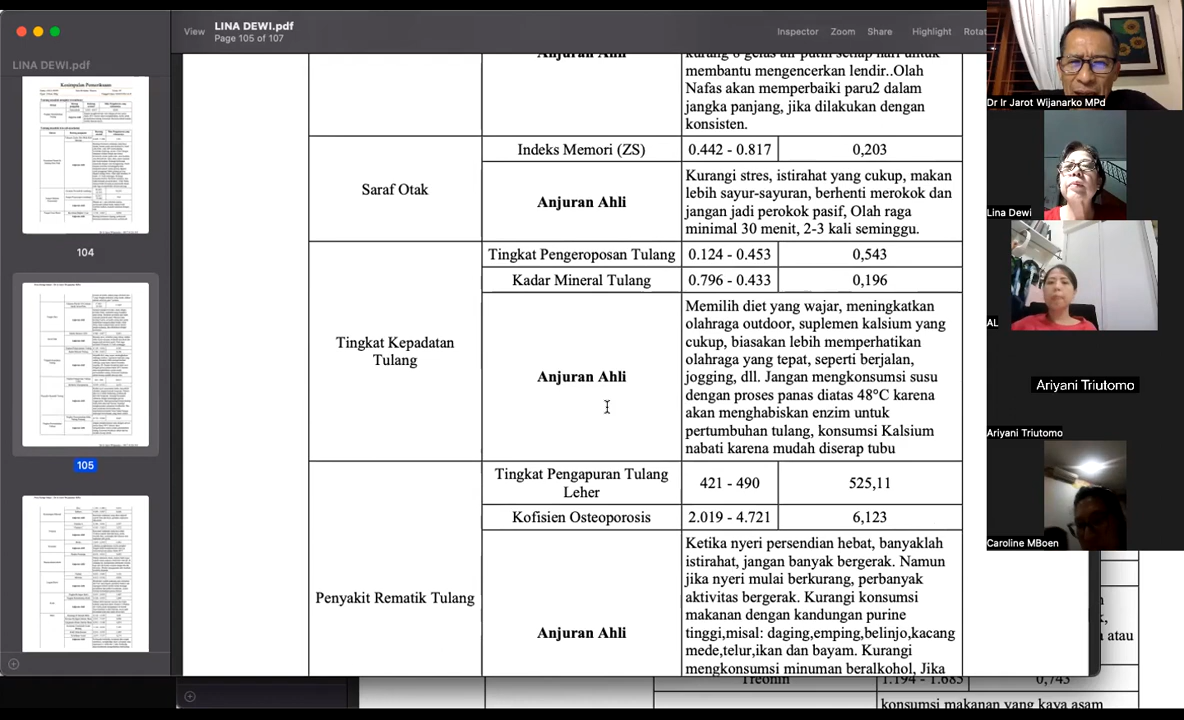 LINA DEWI.pdf
View
Page 105 of 107
Inspector
Zoom
Share
Highlight
LINA DEWI.pdf
104
105
Anjuran Ahli
kurang 8 gelas air putih setiap hari untuk
membantu mengencerkan lendir..Olah
Nafas akan memperbaiki paru2 dalam
jangka panjang, jika dilakukan dengan
konsisten.
Saraf Otak
Indeks Memori (ZS)
0.442 - 0.817
0,203
Anjuran Ahli
Kurangi stres, istirahat yang cukup, makan
lebih sayur-sayuran, berhenti merokok dan
jangan jadi perokok pasif, Olah raga
minimal 30 menit, 2-3 kali seminggu.
Tingkat Kepadatan
Tulang
Tingkat Pengeroposan Tulang
0.124 - 0.453
0,543
Kadar Mineral Tulang
0.796 - 0.433
0,196
Anjuran Ahli
Memilih diet yang wajar, meningkatkan
olahraga outdoor, suplemen kalsium yang
cukup, biasakan lebih memperhatikan
olahraga yang tepat, seperti berjalan,
jogging, dll. Jangan mengkonsumsi susu
dengan proses panas diatas 48°C karena
akan menghabiskan enzim untuk
pertumbuhan tulang, konsumsi Kalsium
nabati karena mudah diserap tubu
Penyakit Rematik Tulang
Tingkat Pengapuran Tulang
Leher
421 - 490
525,11
Kofisien Osteoporosis
2.019 - 4.721
6,123
Anjuran Ahli
Ketika nyeri persendian hebat, banyaklah
istirahat, jangan banyak bergerak. Namun
jika nyeri mulai berkurang, perbanyak
aktivitas bergerak. Kurangi konsumsi
makanan dengan kandungan purine
tinggi,misal: daging,emping,belinjo,kacang
mede,telur,ikan dan bayam. Kurangi
mengkonsumsi minuman beralkohol, Jika
atau
Treonin
1.194 - 1.685
0,743
konsumsi makanan yang kaya asam
Dr Ir Jarot Wijanarko MPd
Lina Dewi
AL
Ariyani Triutomo
Ariyani Triutomo
Caroline MBoen